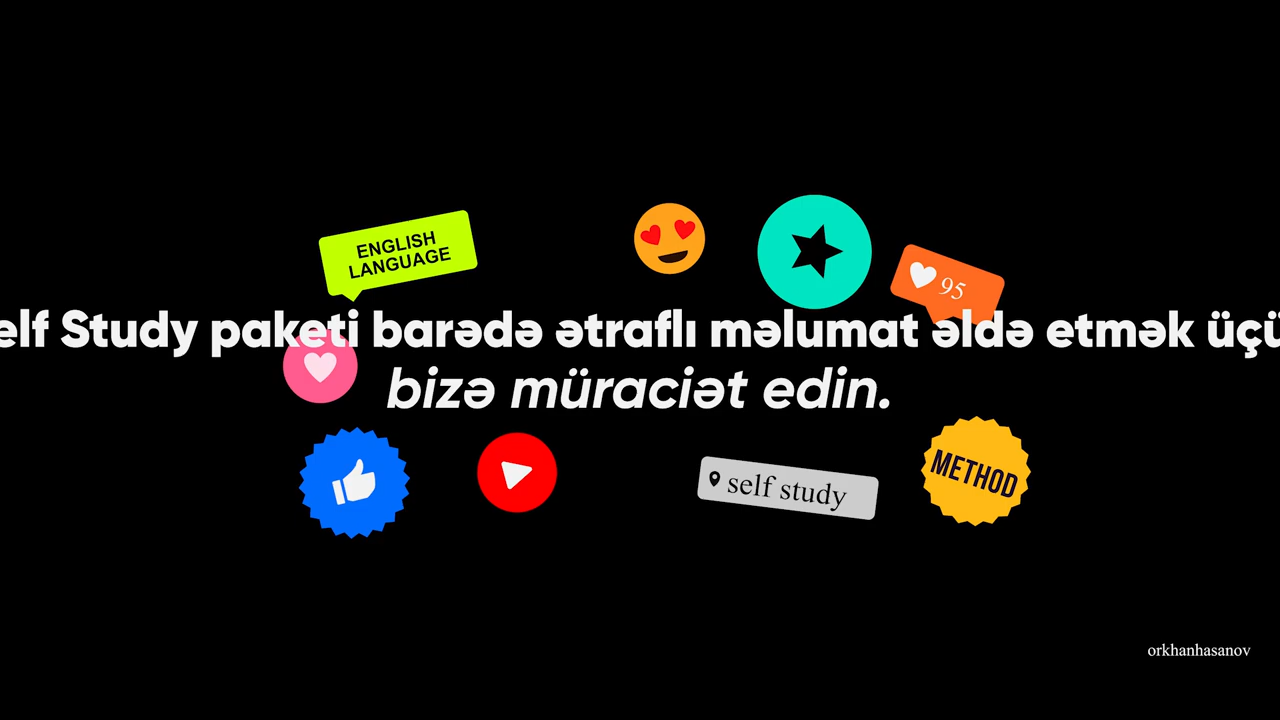 ENGLISH
LANGUAGE
95
elf Study paketi barədə ətraflı məlumat əldə etmək üçü
bizə müraciət edin.
self study
METHOD
orkhanhasanov